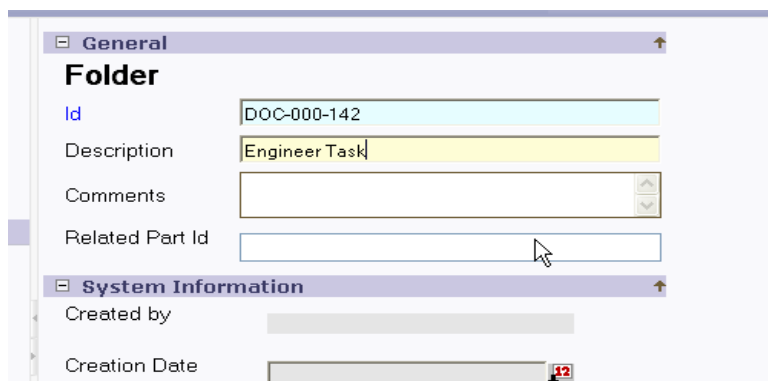 General
Folder
Id DOC-000-142
Description Engineer Task
Comments
Related Part Id
System Information
Created by
Creation Date 12